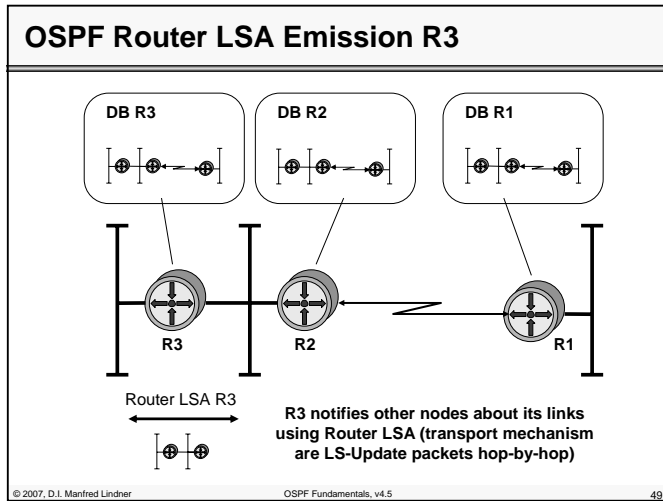 OSPF Router LSA Emission R3
DB R3
DB R2
DB R1
R3
R2
R1
Router LSA R3
R3 notifies other nodes about its links
using Router LSA (transport mechanism
are LS-Update packets hop-by-hop)
© 2007, D.I. Manfred Lindner
OSPF Fundamentals, v4.5
49